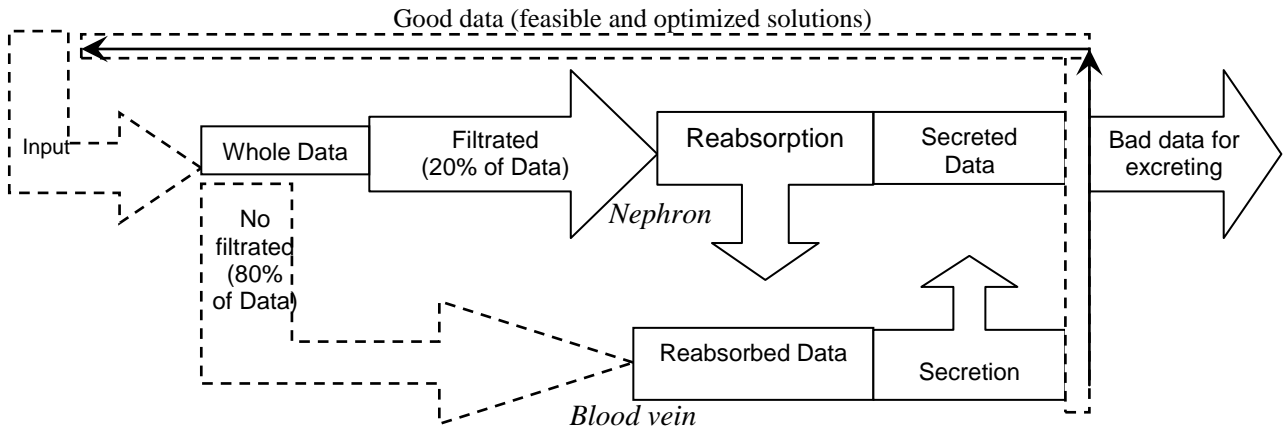 Good data (feasible and optimized solutions)
Input
Whole Data
Filtrated
(20% of Data)
Reabsorption
Secreted
Data
Bad data for
excreting
Nephron
No
filtrated
(80%
of Data)
Reabsorbed Data
Secretion
Blood vein